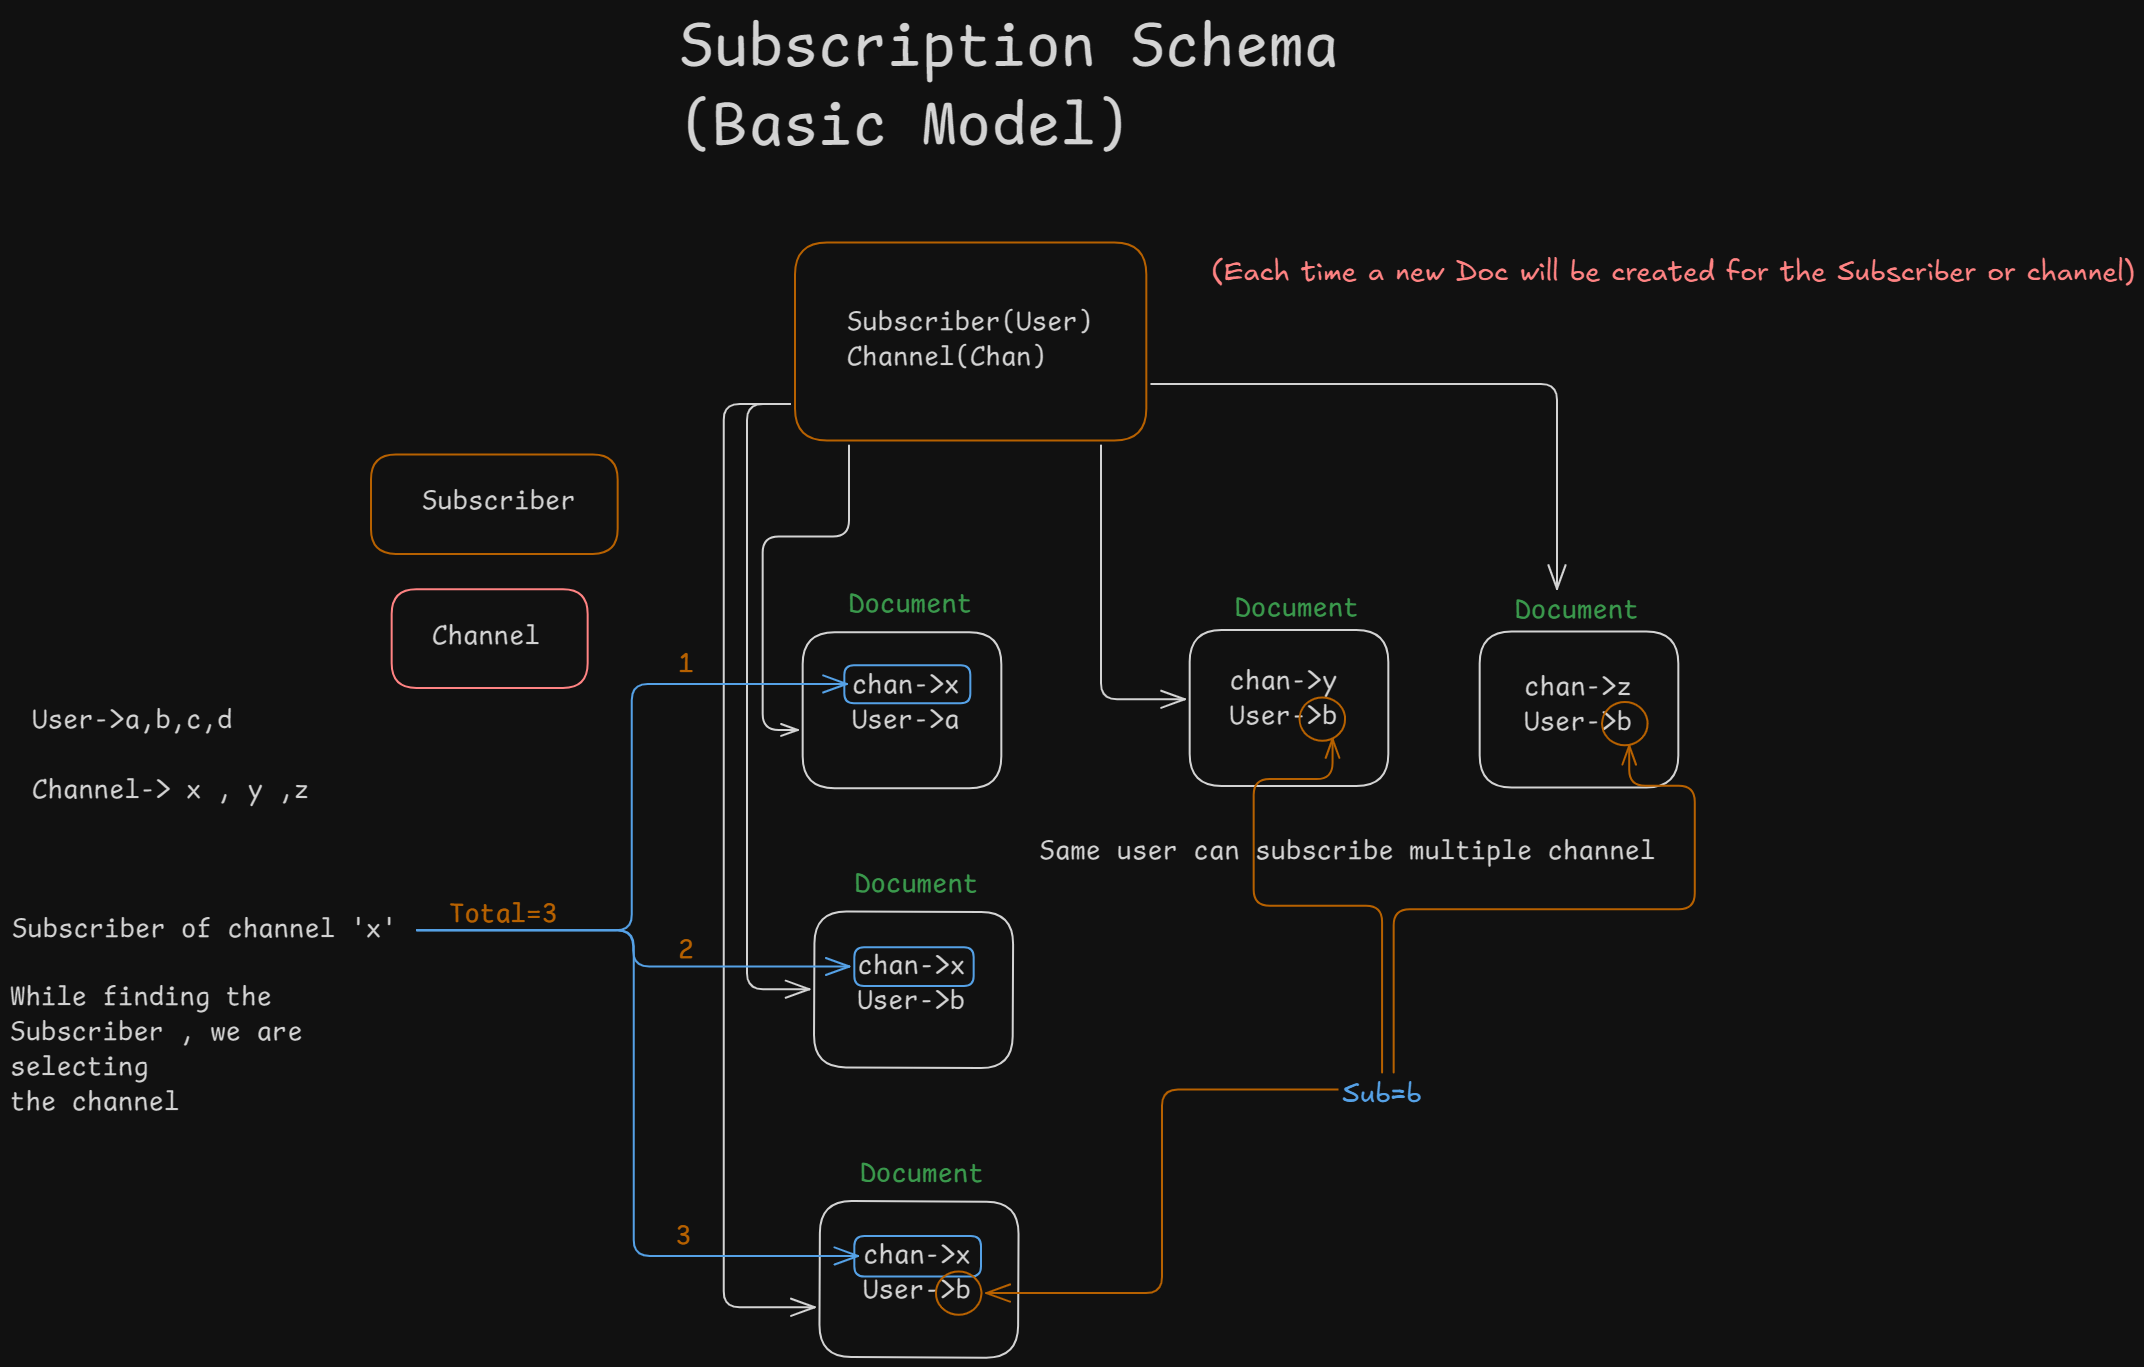 Subscription Schema
(Basic Model)
(Each time a new Doc will be created for the Subscriber or channel)
Subscriber(User)
Channel(Chan)
Subscriber
Channel
User->a,b,c,d
Channel-> x , y ,z
Document
chan->x
User->a
Document
chan->y
User->b
Document
chan->z
User->b
1
Same user can subscribe multiple channel
Subscriber of channel 'x'
Total=3
2
Document
chan->x
User->b
While finding the
Subscriber , we are
selecting
the channel
Sub=b
3
Document
chan->x
User->b